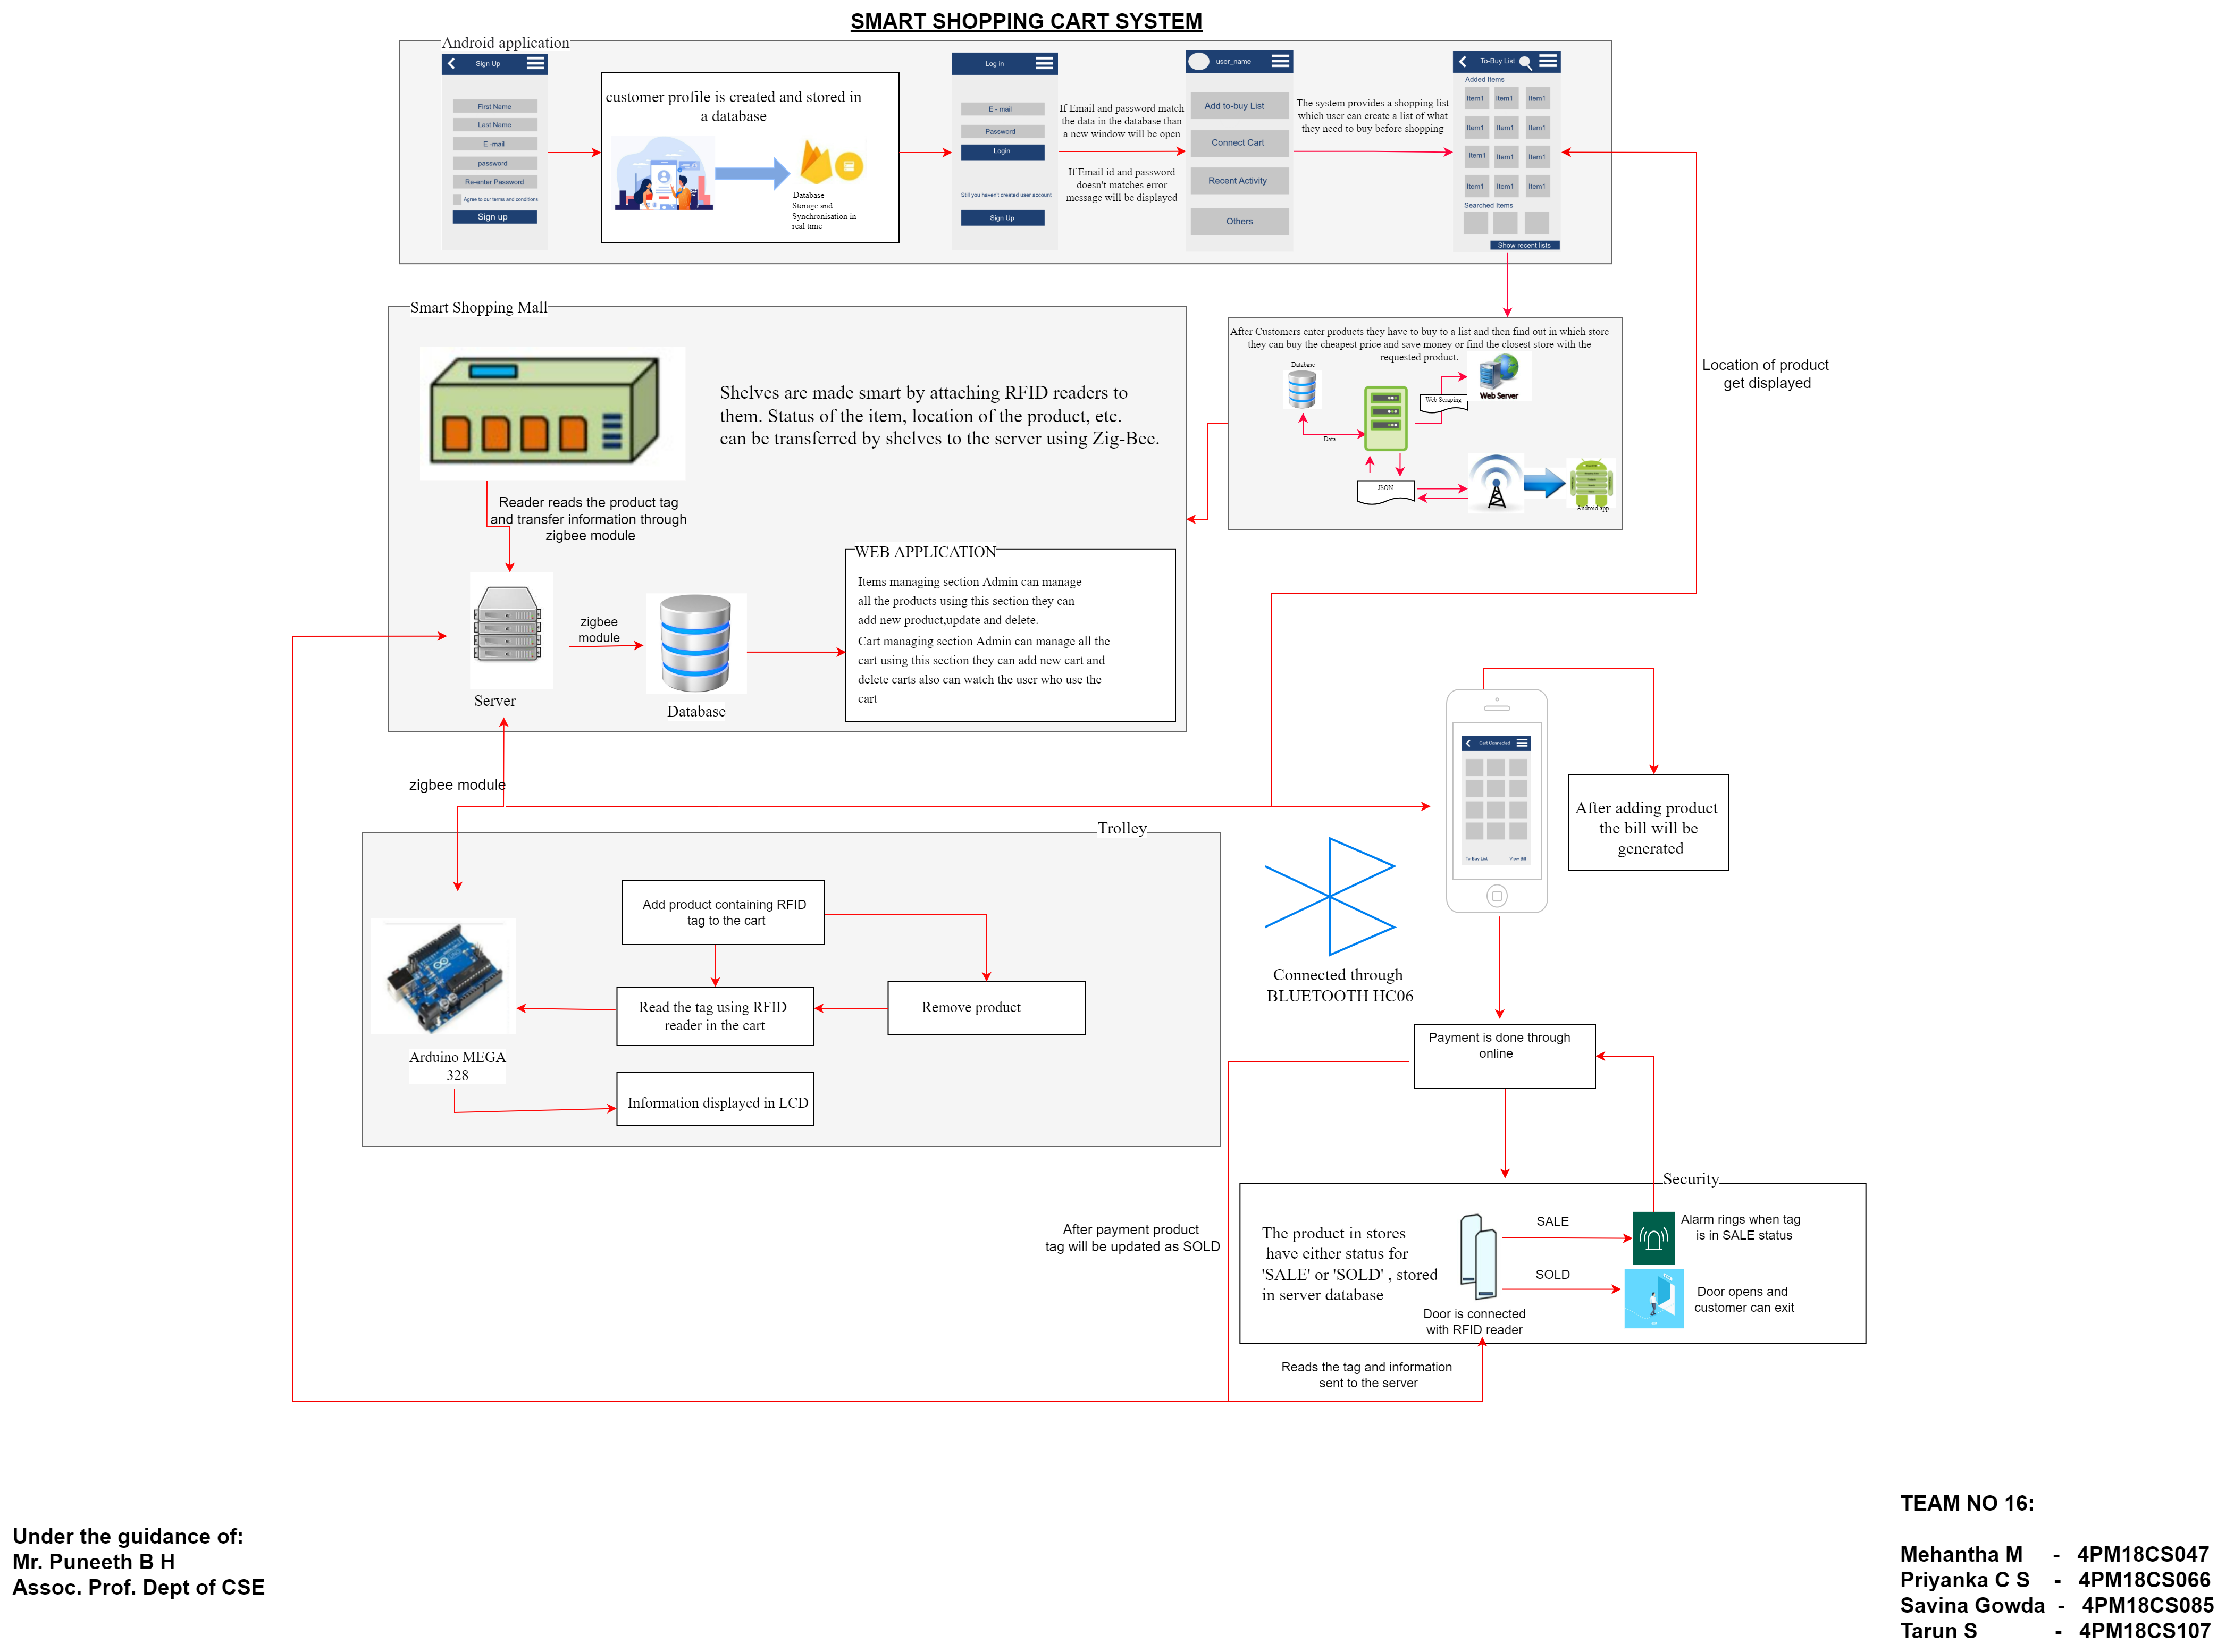 SMART SHOPPING CART SYSTEM
Android application
Sign Up
First Name
Last Name
E -mail
password
Re-enter Password
Agree to our terms and conditions
Sign up
customer profile is created and stored in
a database
Database
Storage and
Synchronisation in
real time
Log in
E - mail
Password
Login
Still you haven't created user account
Sign Up
If Email and password match
the data in the database than
a new window will be open
If Email id and password
doesn't matches error
message will be displayed
user_name
Add to-buy List
Connect Cart
Recent Activity
Others
The system provides a shopping list
which user can create a list of what
they need to buy before shopping
To-Buy List
Added Items
Item1 Item1 Item1
Item1 Item1 Item1
Item1 Item1 Item1
Item1 Item1 Item1
Searched Items
Show recent lists
Smart Shopping Mall
Shelves are made smart by attaching RFID readers to
them. Status of the item, location of the product, etc.
can be transferred by shelves to the server using Zig-Bee.
Reader reads the product tag
and transfer information through
zigbee module
Server
zigbee
module
Database
WEB APPLICATION
Items managing section Admin can manage
all the products using this section they can
add new product,update and delete.
Cart managing section Admin can manage all the
cart using this section they can add new cart and
delete carts also can watch the user who use the
cart
After Customers enter products they have to buy to a list and then find out in which store
they can buy the cheapest price and save money or find the closest store with the
requested product.
Database
Data
Web Scraping
Web Server
JSON
Android app
Location of product
get displayed
zigbee module
Trolley
Add product containing RFID
tag to the cart
Read the tag using RFID
reader in the cart
Remove product
Arduino MEGA
328
Information displayed in LCD
Connected through
BLUETOOTH HC06
Cart Connected
To-Buy List View Bill
After adding product
the bill will be
generated
Payment is done through
online
After payment product
tag will be updated as SOLD
Security
The product in stores
have either status for
'SALE' or 'SOLD' , stored
in server database
Door is connected
with RFID reader
SALE
SOLD
Alarm rings when tag
is in SALE status
Door opens and
customer can exit
Reads the tag and information
sent to the server
Under the guidance of:
Mr. Puneeth B H
Assoc. Prof. Dept of CSE
TEAM NO 16:
Mehantha M - 4PM18CS047
Priyanka C S - 4PM18CS066
Savina Gowda - 4PM18CS085
Tarun S - 4PM18CS107